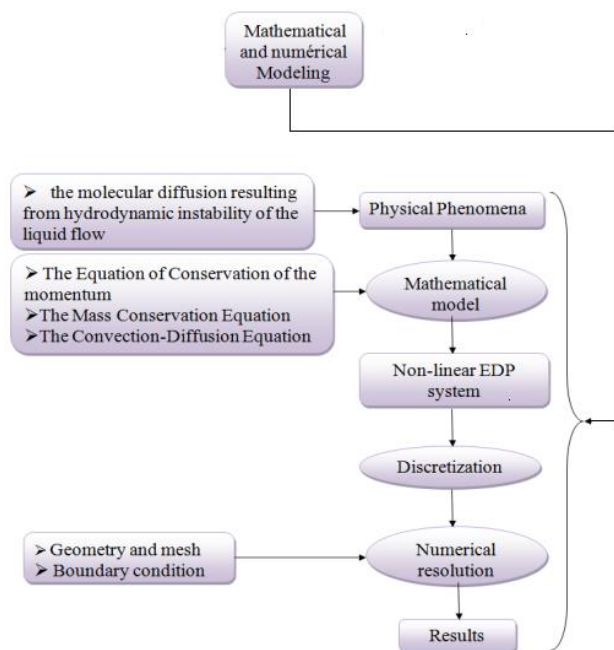 Mathematical
and numérical
Modeling
➢ the molecular diffusion resulting
from hydrodynamic instability of the
liquid flow
Physical Phenomena
➢ The Equation of Conservation of the
momentum
➢The Mass Conservation Equation
➢The Convection-Diffusion Equation
Mathematical
model
Non-linear EDP
system
Discretization
➢ Geometry and mesh
➢ Boundary condition
Numerical
resolution
Results